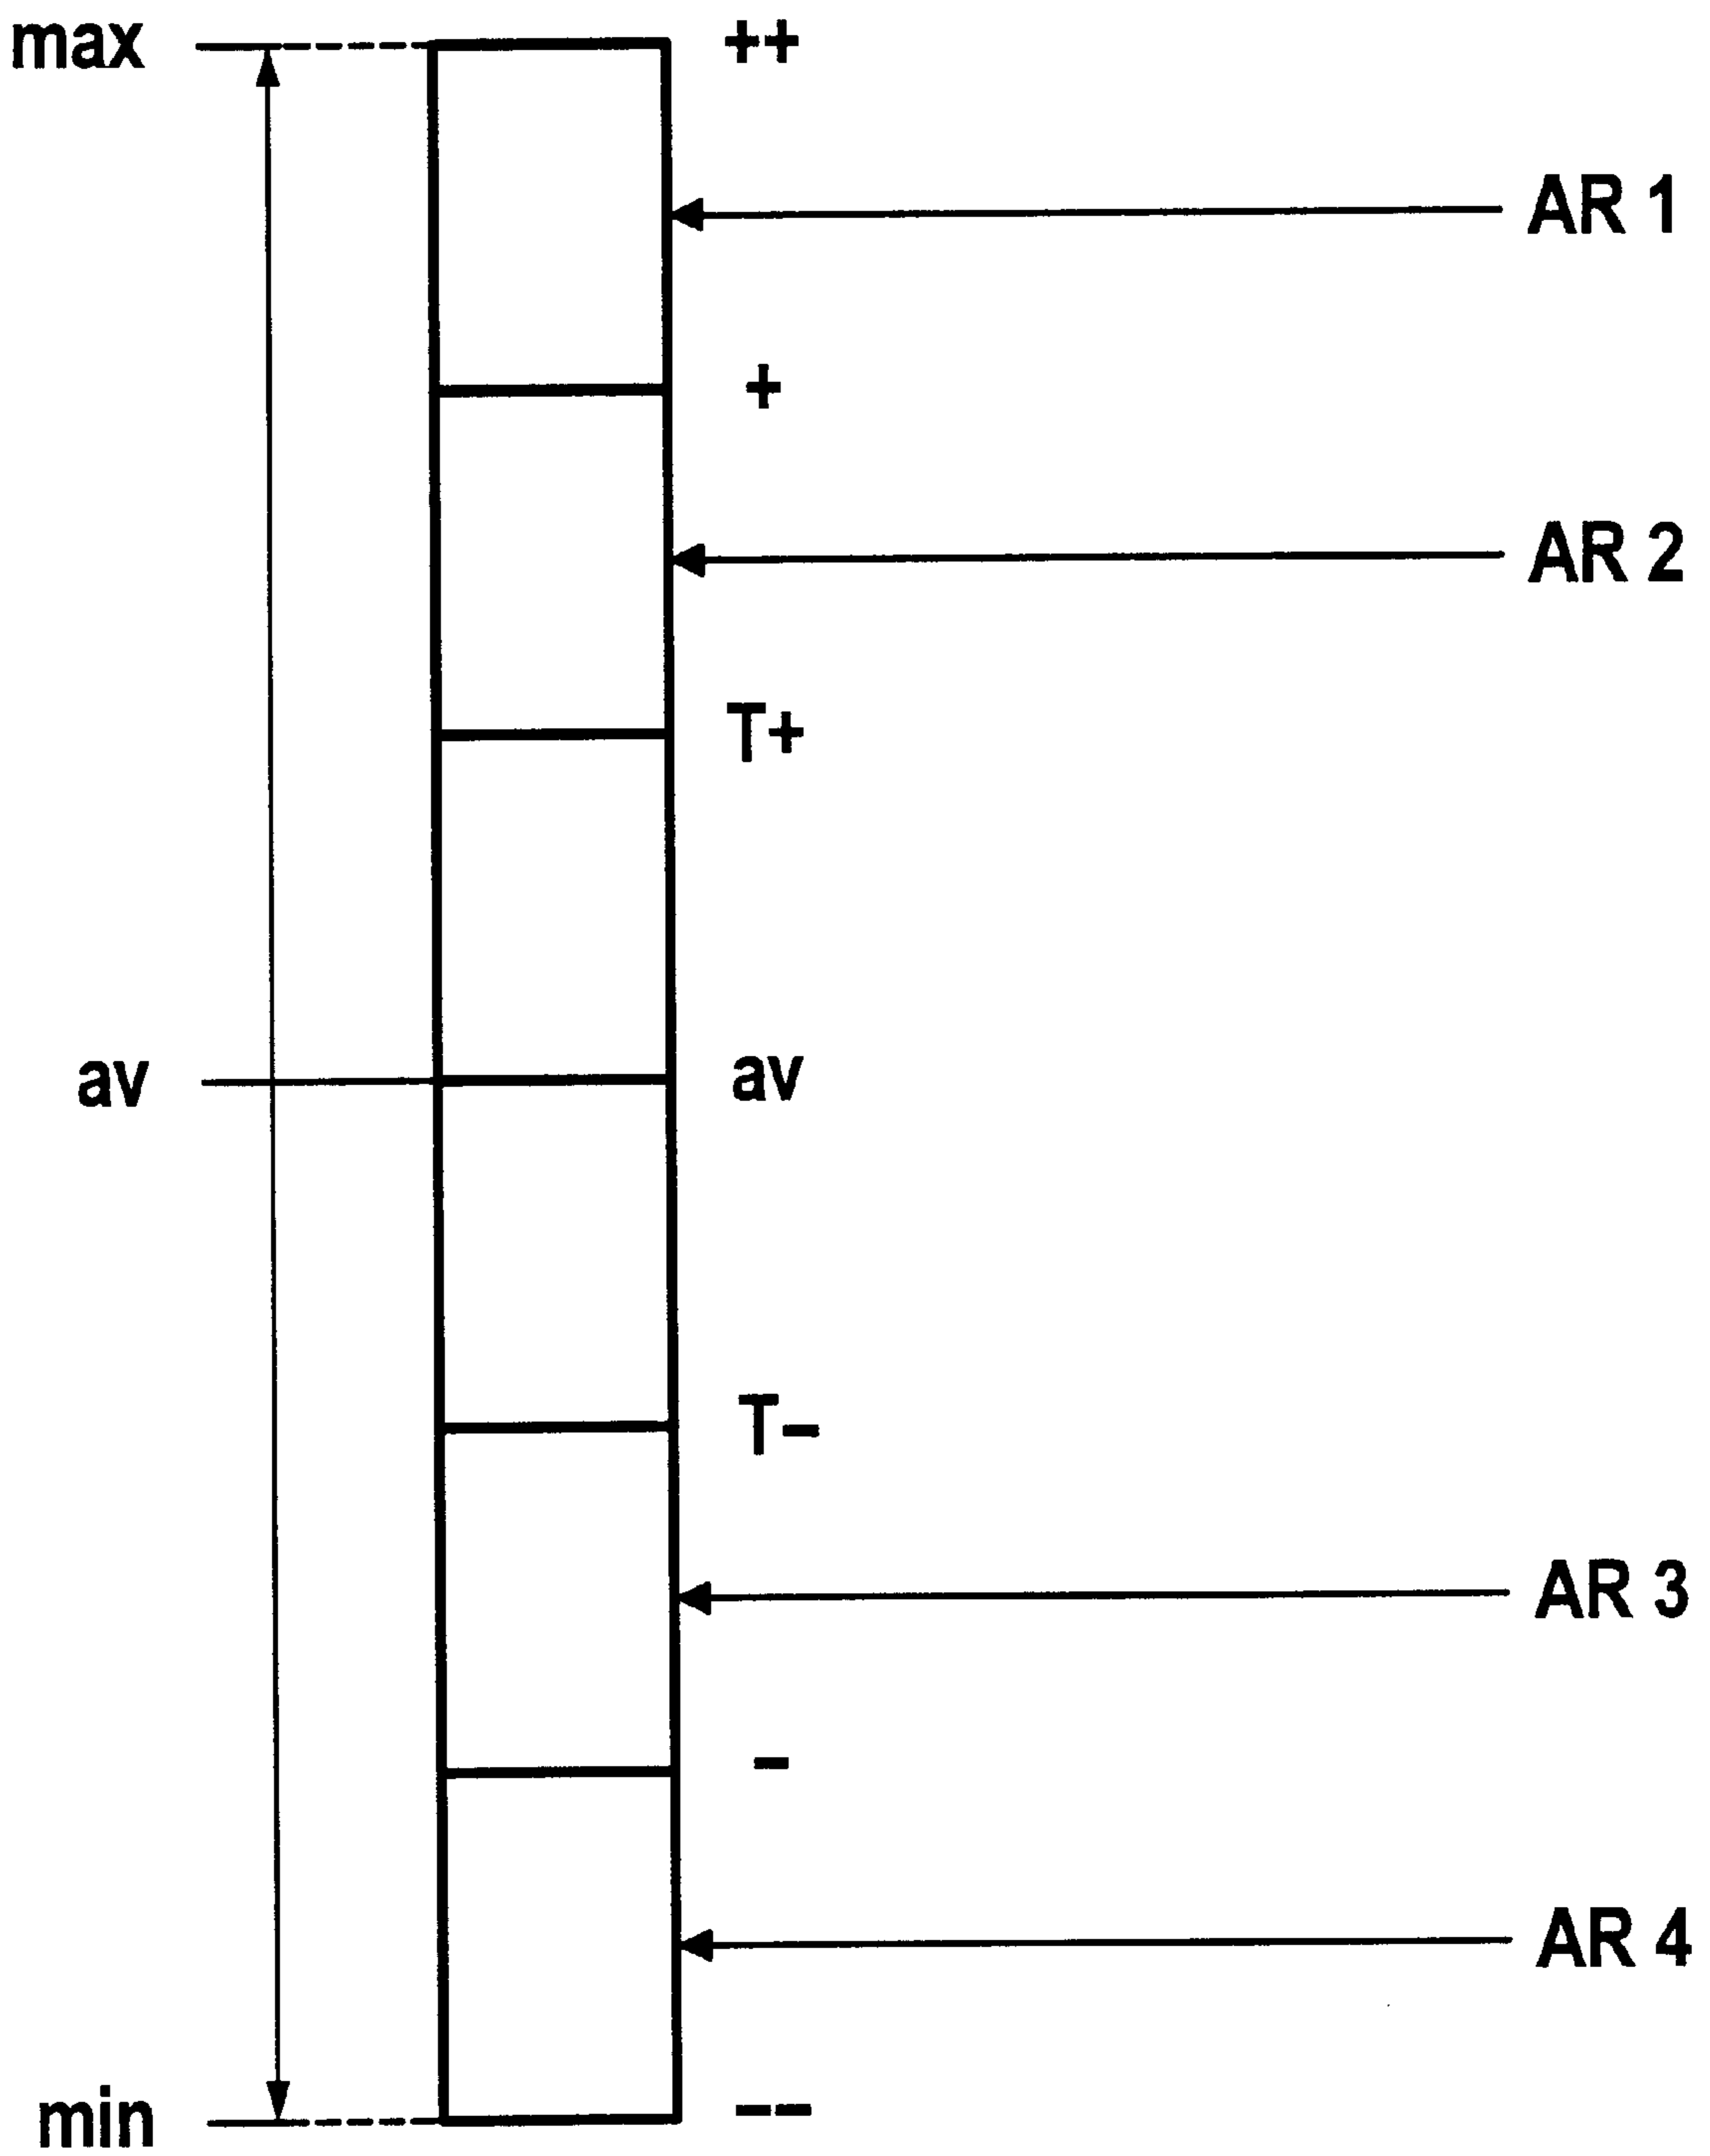 max ++
AR 1
+
AR 2
T+
av av
T–
AR 3
–
AR 4
min – –